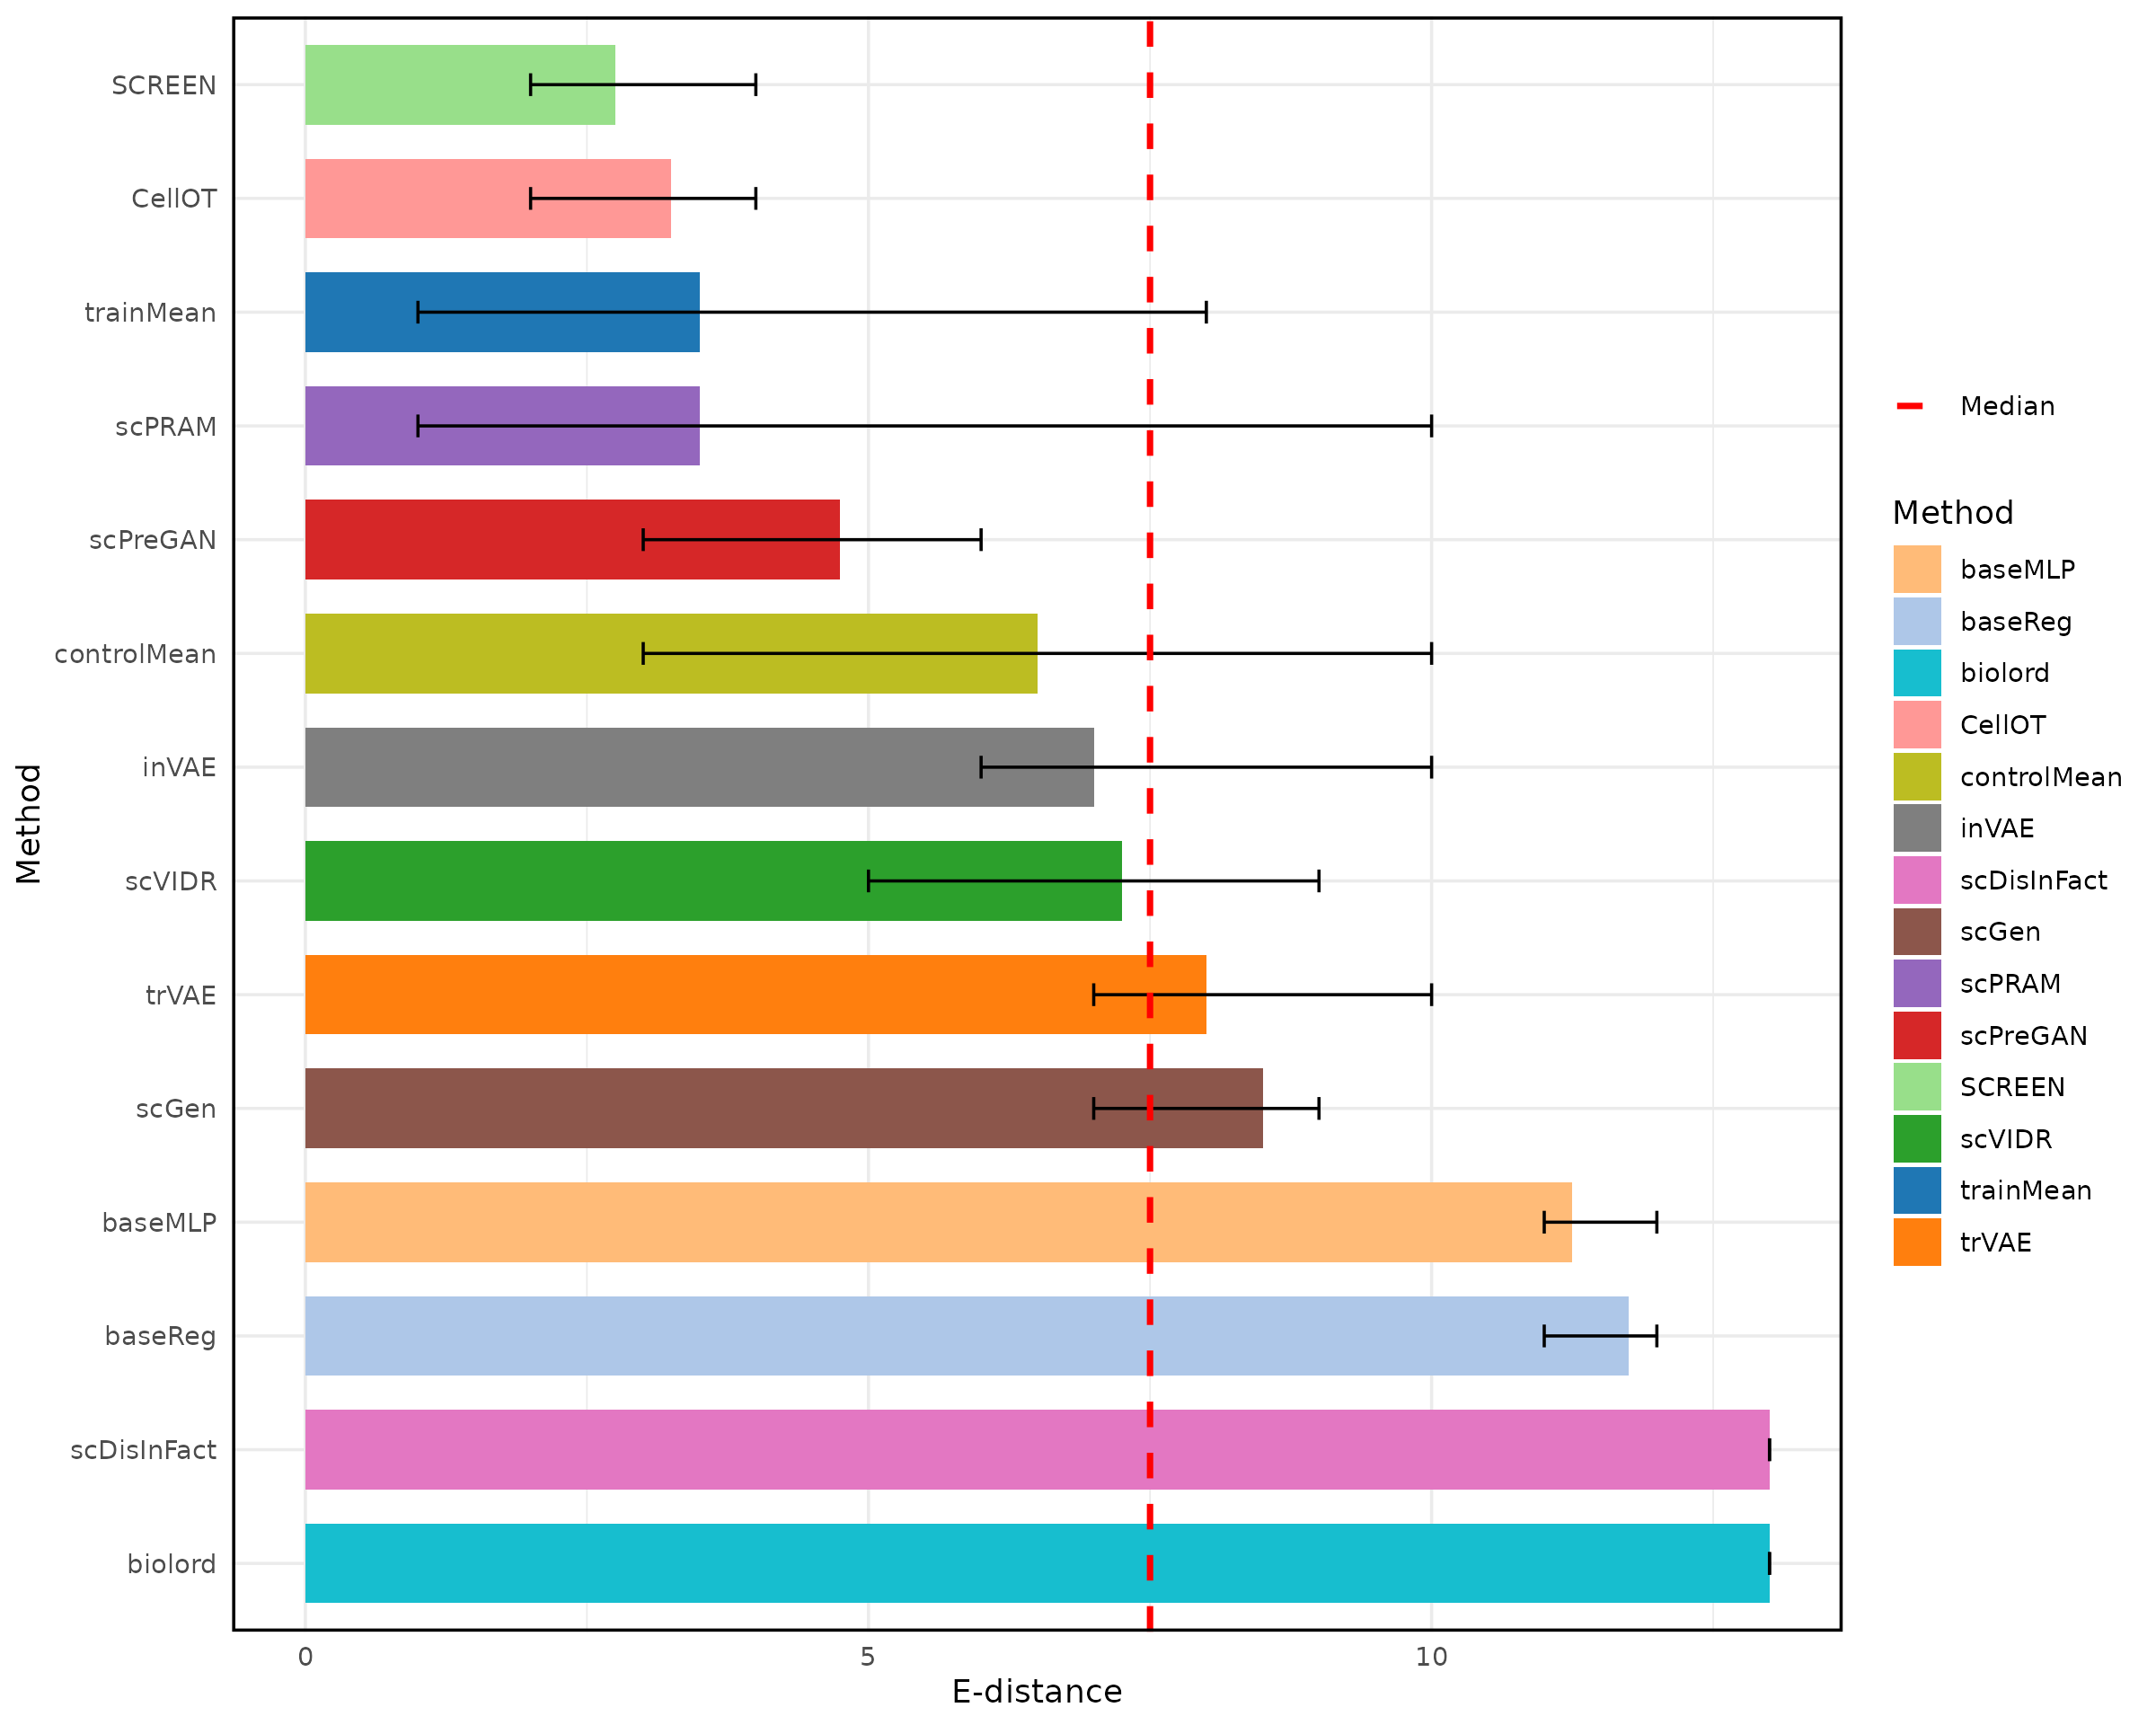 SCREEN
CellOT
trainMean
scPRAM
scPreGAN
controlMean
inVAE
scVIDR
trVAE
scGen
baseMLP
baseReg
scDisInFact
biolord
Method
0 5 10
E-distance
Median
Method
baseMLP
baseReg
biolord
CellOT
controlMean
inVAE
scDisInFact
scGen
scPRAM
scPreGAN
SCREEN
scVIDR
trainMean
trVAE